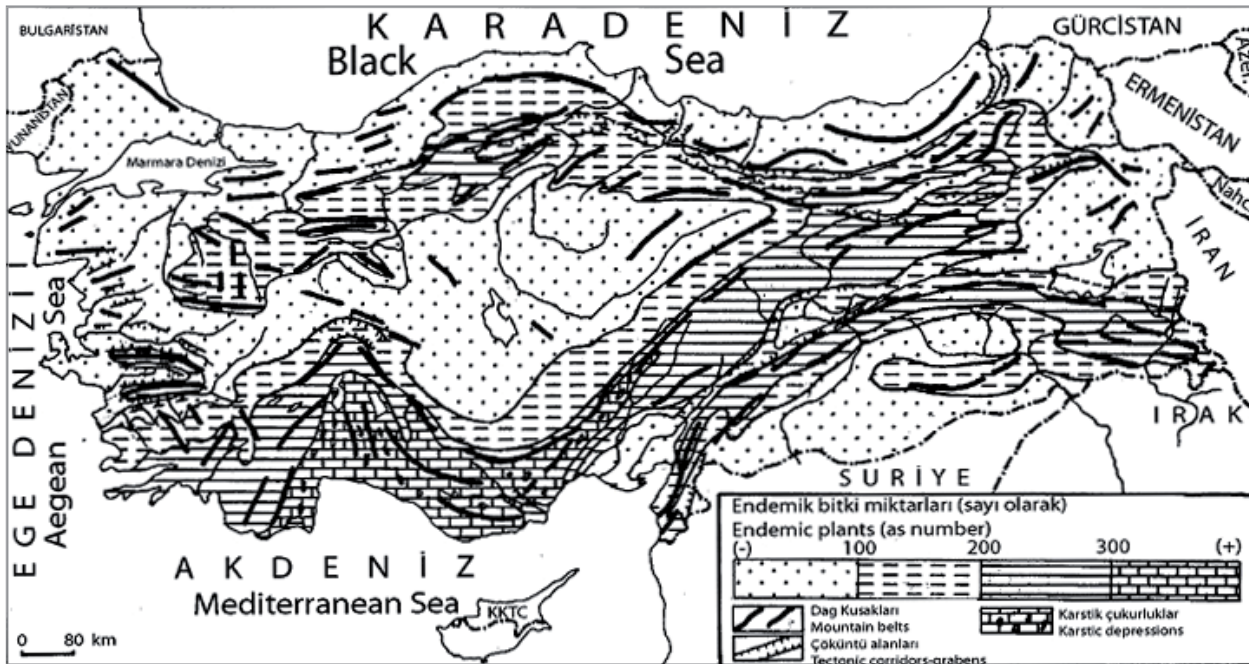 KARADENİZ
Black Sea
BULGARİSTAN
GÜRCİSTAN
Azer
ERMENİSTAN
YUNANİSTAN
Marmara Denizi
Nahc
İRAN
EGE DENİZİ
Aegean Sea
IRAK
SURİYE
AKDENİZ
Mediterranean Sea
KKTC
0 80 km
Endemik bitki miktarları (sayı olarak)
Endemic plants (as number)
(-) 100 200 300 (+)
Dag Kusakları
Mountain belts
Karstik çukurluklar
Karstic depressions
Çöküntü alanları
Tectonic corridors-grabens